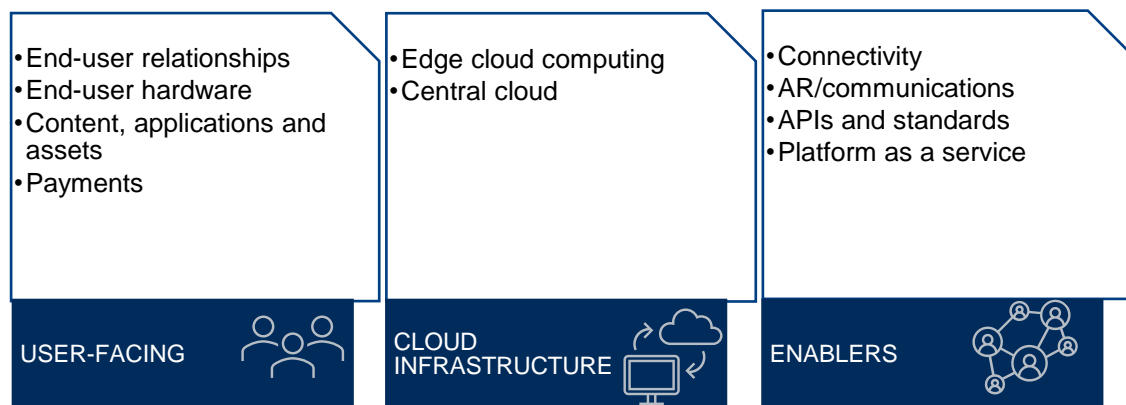 •End-user relationships
•End-user hardware
•Content, applications and
assets
•Payments
USER-FACING
•Edge cloud computing
•Central cloud
CLOUD
INFRASTRUCTURE
•Connectivity
•AR/communications
•APIs and standards
•Platform as a service
ENABLERS